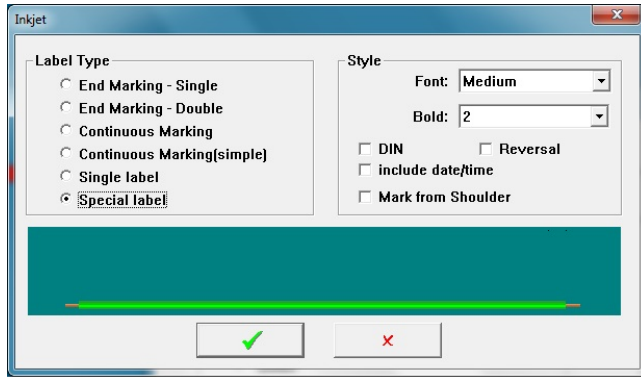 Inkjet
Label Type
End Marking - Single
End Marking - Double
Continuous Marking
Continuous Marking(simple)
Single label
Special label
Style
Font: Medium
Bold: 2
DIN Reversal
include date/time
Mark from Shoulder